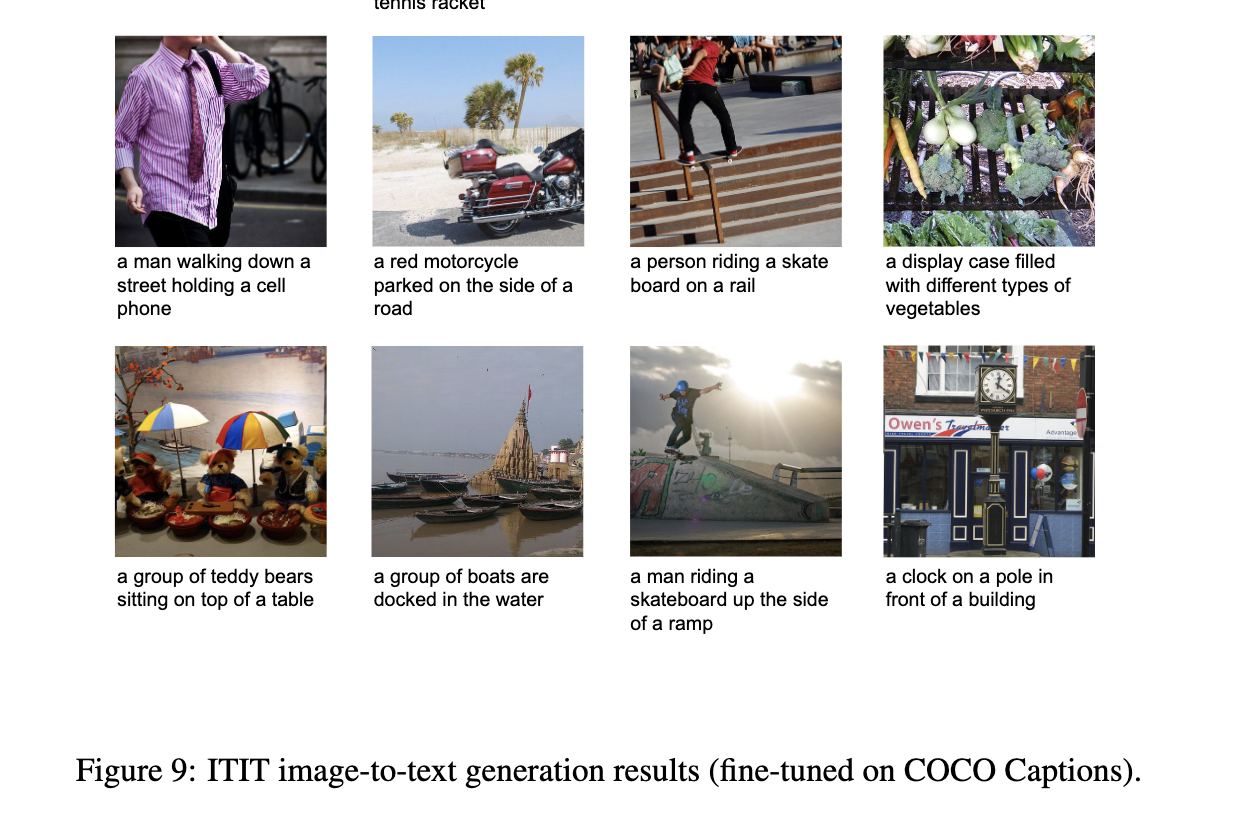 tennis racket
a man walking down a
street holding a cell
phone
a red motorcycle
parked on the side of a
road
a person riding a skate
board on a rail
a display case filled
with different types of
vegetables
Owen's Travelmaster
Advantage
a group of teddy bears
sitting on top of a table
a group of boats are
docked in the water
a man riding a
skateboard up the side
of a ramp
a clock on a pole in
front of a building
Figure 9: ITIT image-to-text generation results (fine-tuned on COCO Captions).